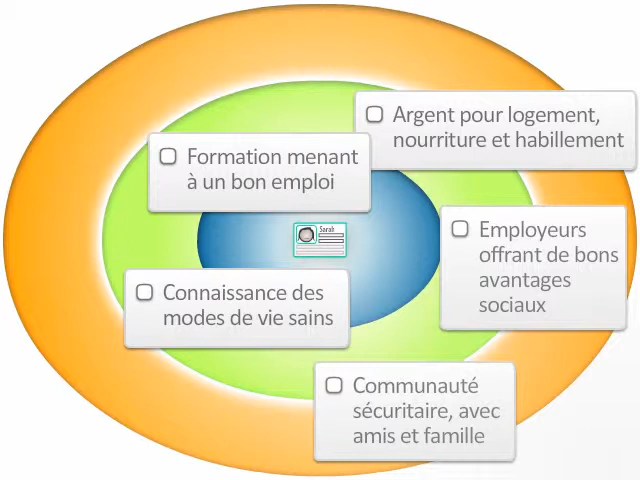 Argent pour logement,
nourriture et habillement
Formation menant
à un bon emploi
Sarah
Employeurs
offrant de bons
avantages
sociaux
Connaissance des
modes de vie sains
Communauté
sécuritaire, avec
amis et famille